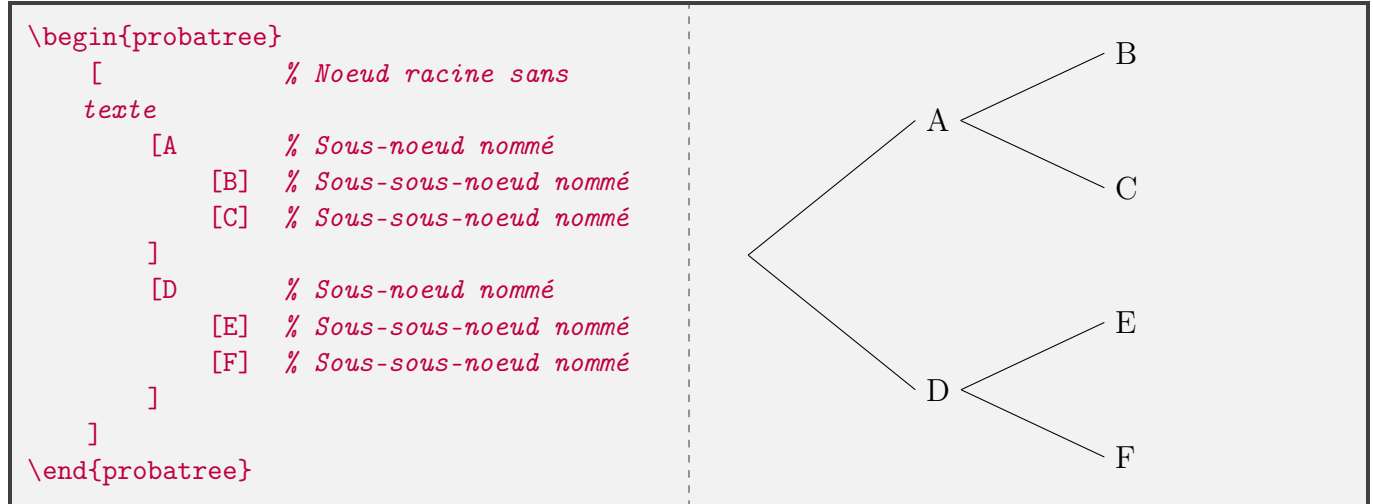 \begin{probatree}
[ % Noeud racine sans
texte
[A % Sous-noeud nommé
[B] % Sous-sous-noeud nommé
[C] % Sous-sous-noeud nommé
]
[D % Sous-noeud nommé
[E] % Sous-sous-noeud nommé
[F] % Sous-sous-noeud nommé
]
]
\end{probatree}
B
A
C
E
D
F